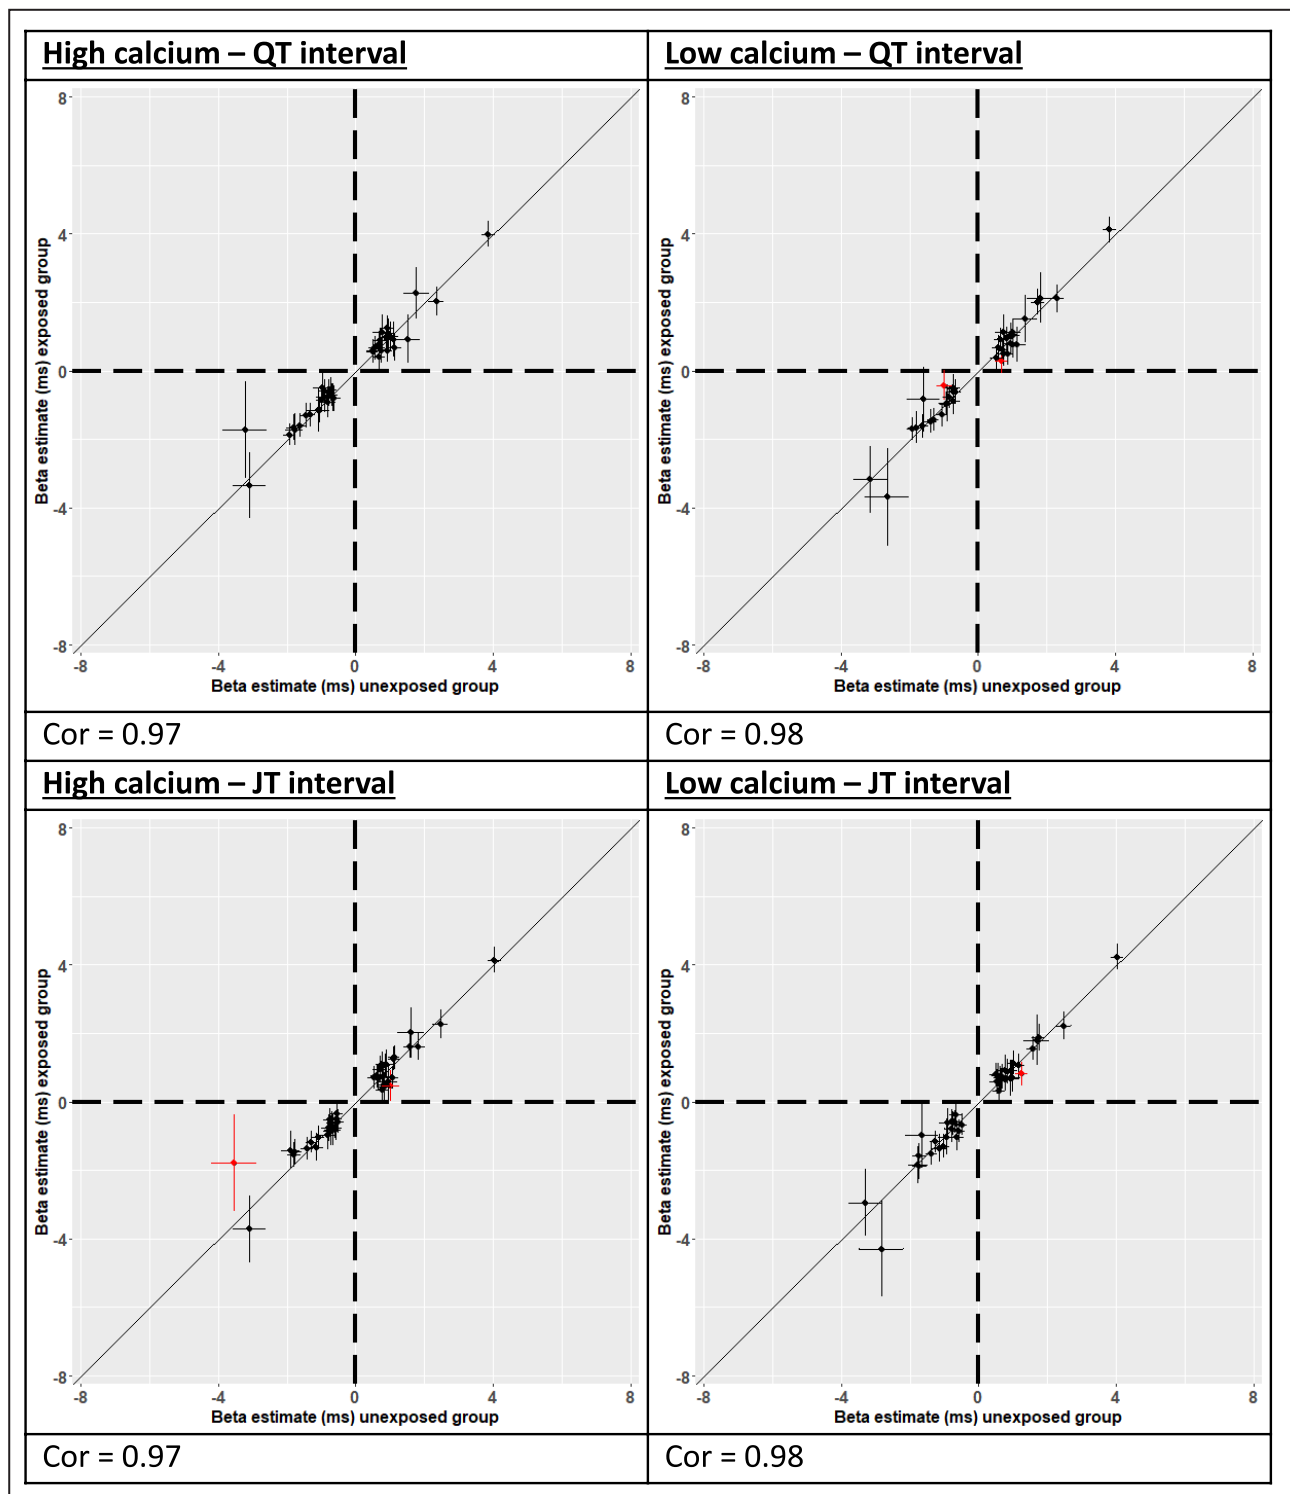 High calcium – QT interval
Low calcium – QT interval
8
4
0
-4
-8
-8
-4
0
4
8
Beta estimate (ms) exposed group
Beta estimate (ms) unexposed group
8
4
0
-4
-8
-8
-4
0
4
8
Beta estimate (ms) exposed group
Beta estimate (ms) unexposed group
Cor = 0.97
Cor = 0.98
High calcium – JT interval
Low calcium – JT interval
8
4
0
-4
-8
-8
-4
0
4
8
Beta estimate (ms) exposed group
Beta estimate (ms) unexposed group
8
4
0
-4
-8
-8
-4
0
4
8
Beta estimate (ms) exposed group
Beta estimate (ms) unexposed group
Cor = 0.97
Cor = 0.98